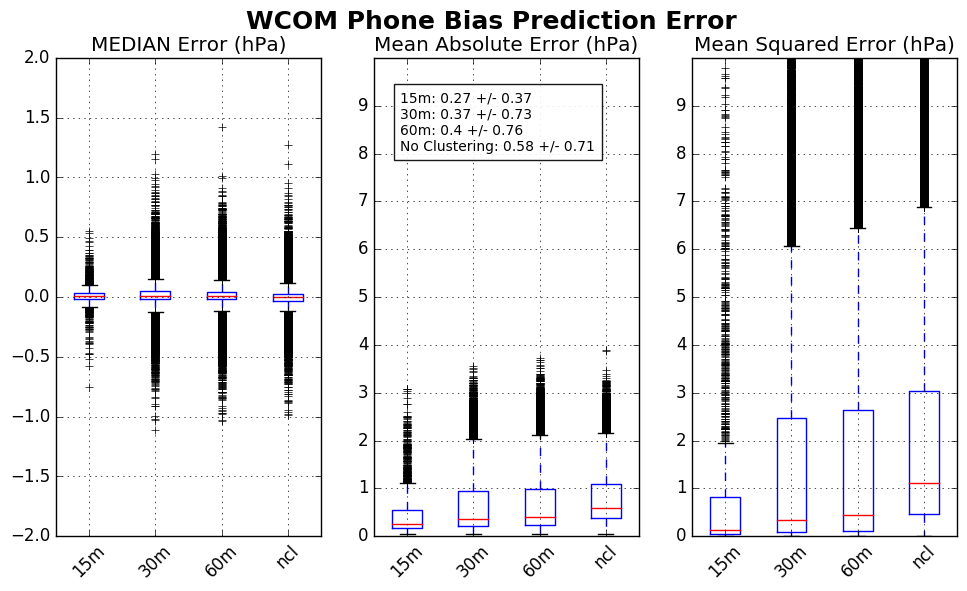 WCOM Phone Bias Prediction Error
MEDIAN Error (hPa)
2.0
1.5
1.0
0.5
0.0
−0.5
−1.0
−1.5
−2.0
15m
30m
60m
ncl
Mean Absolute Error (hPa)
15m: 0.27 +/- 0.37
30m: 0.37 +/- 0.73
60m: 0.4 +/- 0.76
No Clustering: 0.58 +/- 0.71
9
8
7
6
5
4
3
2
1
0
15m
30m
60m
ncl
Mean Squared Error (hPa)
9
8
7
6
5
4
3
2
1
0
15m
30m
60m
ncl